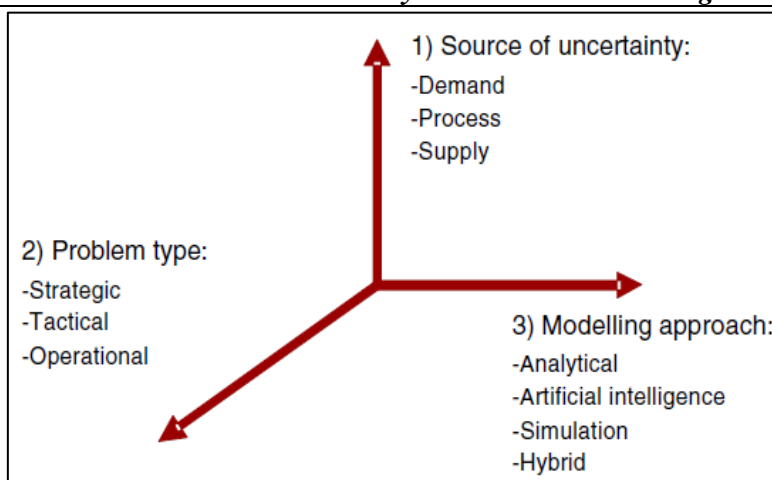 1) Source of uncertainty:
-Demand
-Process
-Supply
2) Problem type:
-Strategic
-Tactical
-Operational
3) Modelling approach:
-Analytical
-Artificial intelligence
-Simulation
-Hybrid